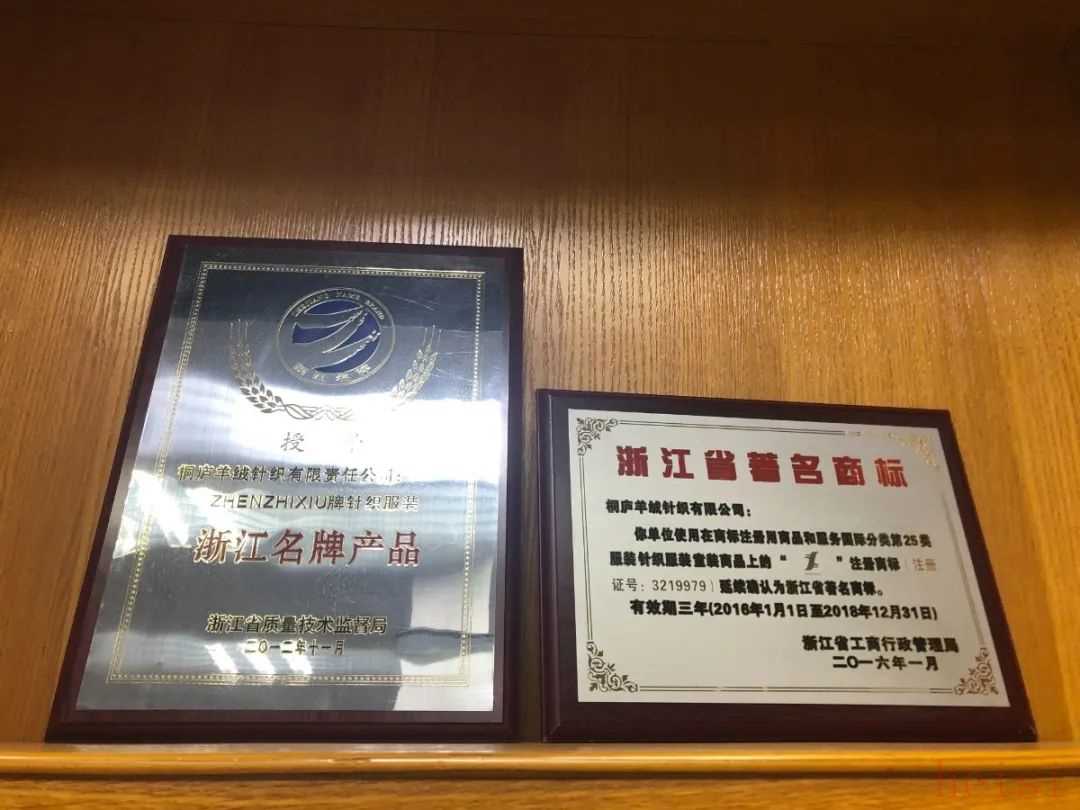 ZHEJIANG NAME BRAND
浙江名牌
授
桐庐羊绒针织有限责任公司:
ZHENZHIXIU牌针织服装
浙江名牌产品
浙江省质量技术监督局
二〇一二年十一月
浙江省著名商标
桐庐羊绒针织有限公司:
你单位使用在商标注册用商品和服务国际分类第25类
服装针织服装童装商品上的“ ”注册商标(注册
证号:3219979)延续确认为浙江省著名商标。
有效期三年(2016年1月1日至2018年12月31日)
浙江省工商行政管理局
二〇一六年一月